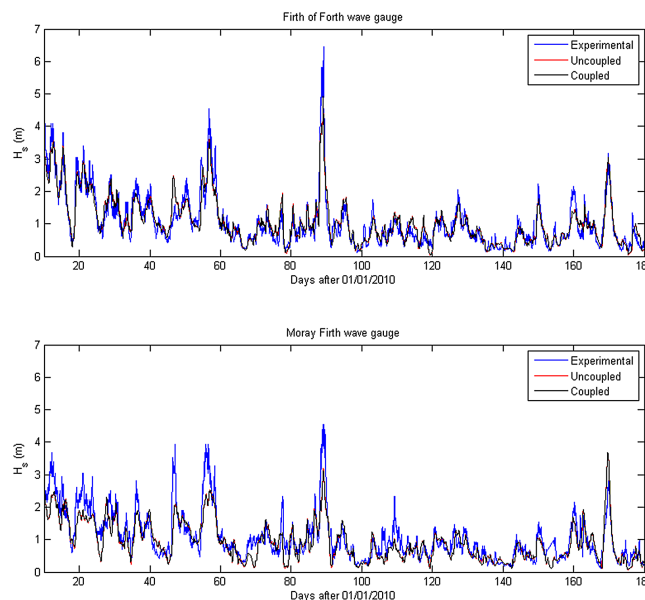 Firth of Forth wave gauge
7
6
5
4
3
2
1
0
H_s (m)
Experimental
Uncoupled
Coupled
20 40 60 80 100 120 140 160 180
Days after 01/01/2010
Moray Firth wave gauge
7
6
5
4
3
2
1
0
H_s (m)
Experimental
Uncoupled
Coupled
20 40 60 80 100 120 140 160 180
Days after 01/01/2010